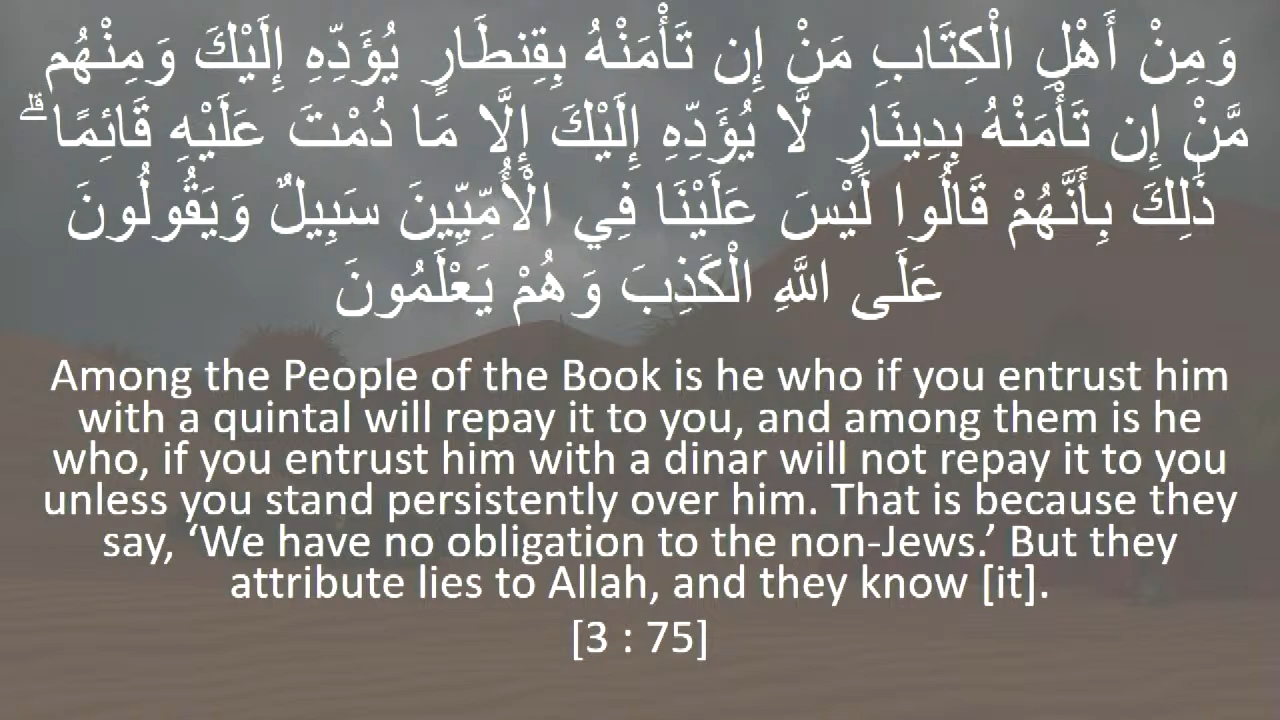 وَمِنْ أَهْلِ الْكِتَابِ مَنْ إِن تَأْمَنْهُ بِقِنطَارٍ يُؤَدِّهِ إِلَيْكَ وَمِنْهُم
مَّنْ إِن تَأْمَنْهُ بِدِينَارٍ لَّا يُؤَدِّهِ إِلَيْكَ إِلَّا مَا دُمْتَ عَلَيْهِ قَائِمًا ۗ
ذَٰلِكَ بِأَنَّهُمْ قَالُوا لَيْسَ عَلَيْنَا فِي الْأُمِّيِّينَ سَبِيلٌ وَيَقُولُونَ
عَلَى اللَّهِ الْكَذِبَ وَهُمْ يَعْلَمُونَ
Among the People of the Book is he who if you entrust him
with a quintal will repay it to you, and among them is he
who, if you entrust him with a dinar will not repay it to you
unless you stand persistently over him. That is because they
say, ‘We have no obligation to the non-Jews.’ But they
attribute lies to Allah, and they know [it].
[3 : 75]